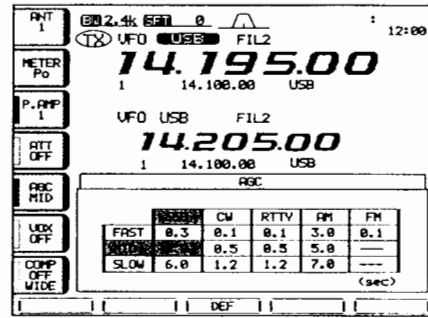 ANT 1
BW 2.4k SFT 0
12:00
TX VFO USB FIL2
METER Po
14.195.00
1 14.100.00 USB
P.AMP 1
VFO USB FIL2
ATT OFF
14.205.00
1 14.100.00 USB
AGC MID
AGC
CW RTTY AM FM
VOX OFF
FAST 0.3 0.1 0.1 3.0 0.1
0.5 0.5 5.0 ---
SLOW 6.0 1.2 1.2 7.0 ---
COMP OFF WIDE
(sec)
DEF